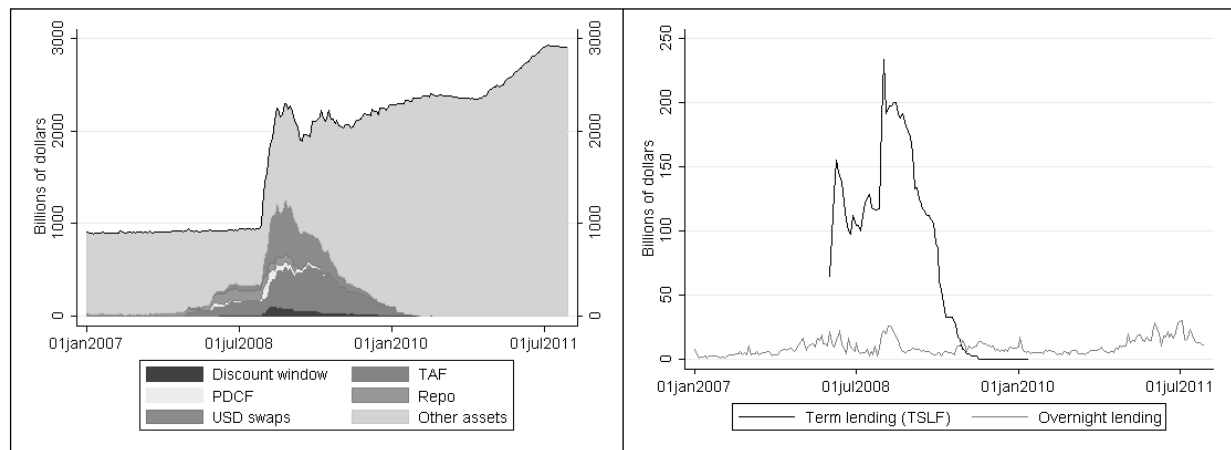 Billions of dollars
3000
2000
1000
0
3000
2000
1000
0
01jan2007
01jul2008
01jan2010
01jul2011
Discount window
TAF
PDCF
Repo
USD swaps
Other assets
Billions of dollars
250
200
150
100
50
0
01jan2007
01jul2008
01jan2010
01jul2011
Term lending (TSLF)
Overnight lending